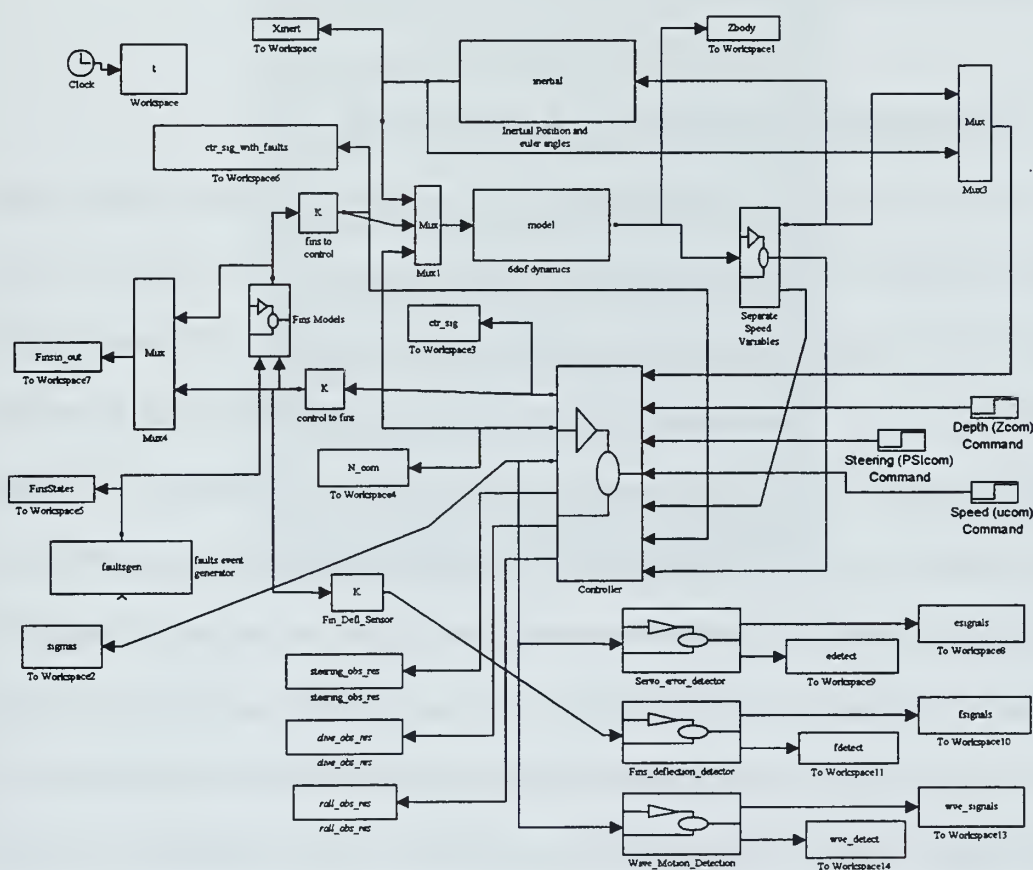 Xinert
To Workspace
Zbody
To Workspace1
Clock
t
Workspace
inertial
Inertial Position and
euler angles
Mux
Mux3
ctr_sig_with_faults
To Workspace6
K
fins to
control
Mux
Mux1
model
6dof dynamics
Separate
Speed
Variables
Fins Models
ctr_sig
To Workspace3
Finsin_out
To Workspace7
Mux
Mux4
K
control to fins
Depth (Zcom)
Command
Steering (PSIcom)
Command
Speed (ucom)
Command
N_com
To Workspace4
FinsStates
To Workspace5
faultsgen
faults event
generator
Controller
K
Fin_Defl_Sensor
sigmas
To Workspace2
steering_obs_res
steering_obs_res
dive_obs_res
dive_obs_res
roll_obs_res
roll_obs_res
Servo_error_detector
esignals
To Workspace8
edetect
To Workspace9
Fins_deflection_detector
fsignals
To Workspace10
fdetect
To Workspace11
Wave_Motion_Detection
wve_signals
To Workspace13
wve_detect
To Workspace14